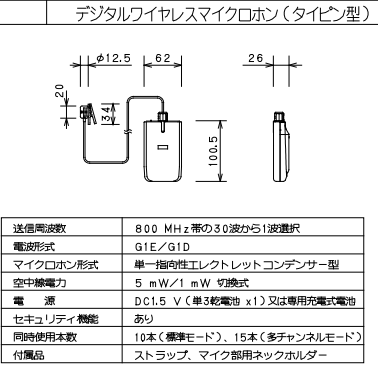 デジタルワイヤレスマイクロホン（タイピン型）
φ12.5
62
26
20
34
100.5
送信周波数 800 MHz帯の30波から1波選択
電波形式 G1E／G1D
マイクロホン形式 単一指向性エレクトレットコンデンサー型
空中線電力 5 mW／1 mW 切換式
電 源 DC1.5 V（単3乾電池 x1）又は専用充電式電池
セキュリティ機能 あり
同時使用本数 10本（標準モード）、15本（多チャンネルモード）
付属品 ストラップ、マイク部用ネックホルダー